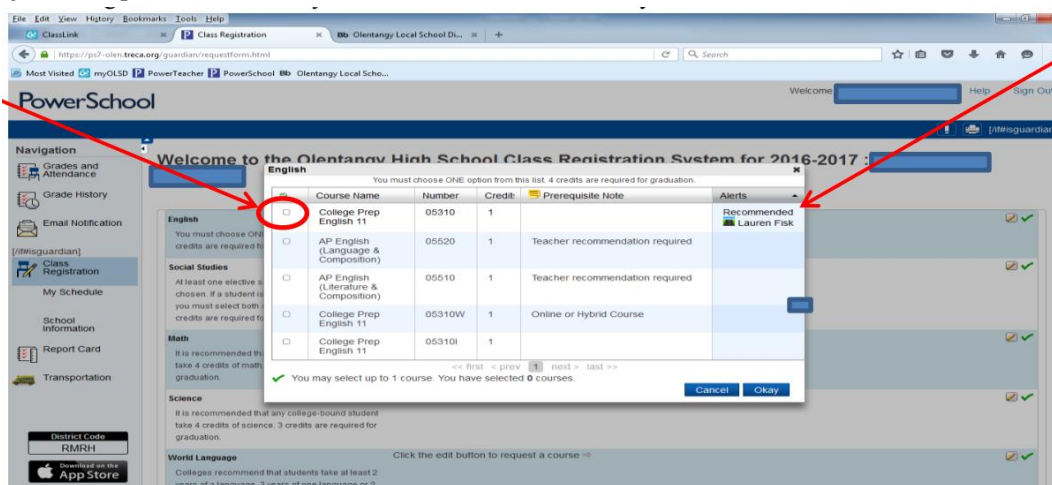 File Edit View History Bookmarks Tools Help
ClassLink
Class Registration
Bb Olentangy Local School Di...
https://ps7-olen.treca.org/guardian/requestform.html
Search
Most Visited myOLSD PowerTeacher PowerSchool Bb Olentangy Local Scho...
PowerSchool
Welcome
Help
Sign Out
[/if#isguardian
Navigation
Grades and
Attendance
Grade History
Email Notification
[/if#isguardian]
Class
Registration
My Schedule
School
Information
Report Card
Transportation
District Code
RMRH
Download on the
App Store
Welcome to the Olentangy High School Class Registration System for 2016-2017 :
English
You must choose ONE option from this list. 4 credits are required for graduation.
Course Name Number Credit Prerequisite Note Alerts
College Prep
English 11
05310 1
Recommended
Lauren Fisk
AP English
(Language &
Composition)
05520 1 Teacher recommendation required
AP English
(Literature &
Composition)
05510 1 Teacher recommendation required
College Prep
English 11
05310W 1 Online or Hybrid Course
College Prep
English 11
05310I 1
<< first < prev 1 next > last >>
You may select up to 1 course. You have selected 0 courses.
Cancel Okay
English
You must choose ON
credits are required fo
Social Studies
At least one elective s
chosen. If a student is
you must select both
credits are required fo
Math
It is recommended th
take 4 credits of math
graduation.
Science
It is recommended that any college-bound student
take 4 credits of science. 3 credits are required for
graduation.
World Language
Colleges recommend that students take at least 2
Click the edit button to request a course